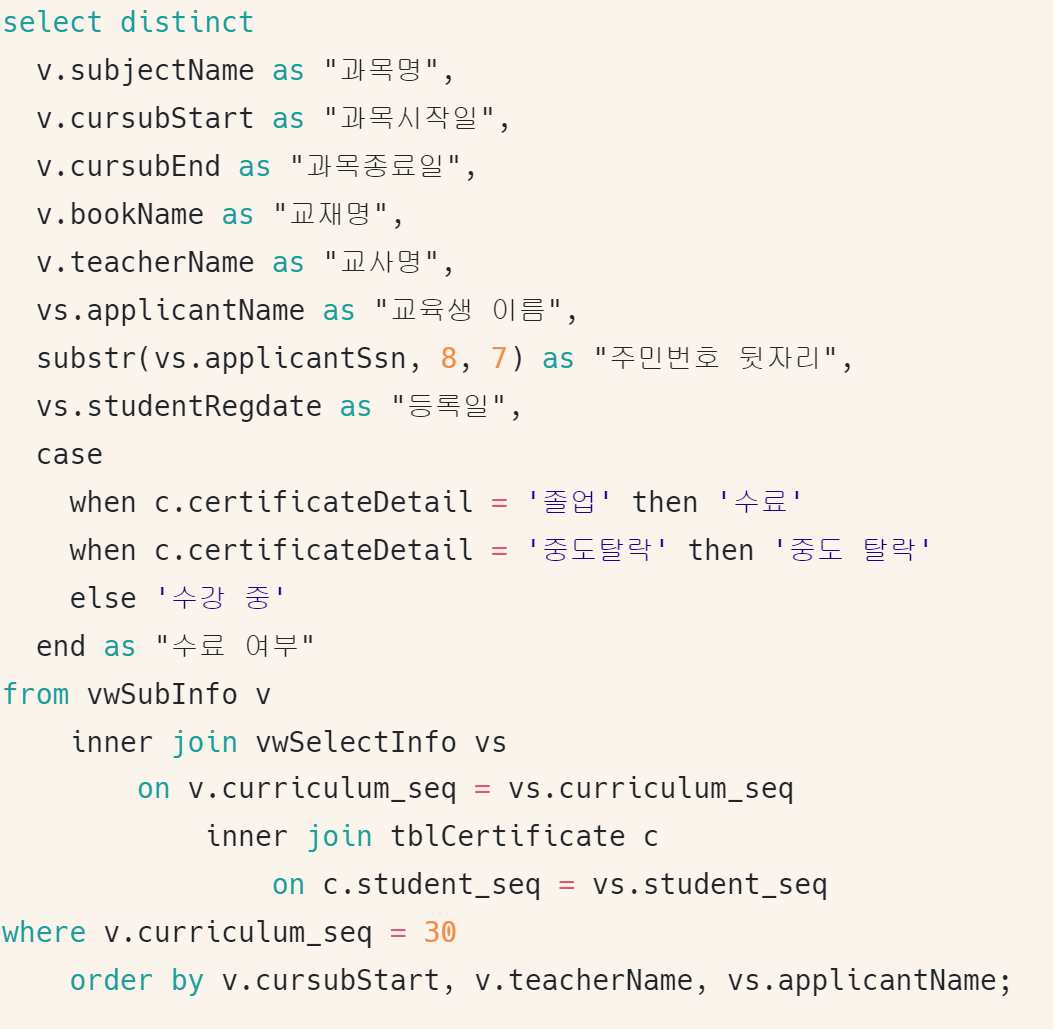 select distinct
  v.subjectName as "과목명",
  v.cursubStart as "과목시작일",
  v.cursubEnd as "과목종료일",
  v.bookName as "교재명",
  v.teacherName as "교사명",
  vs.applicantName as "교육생 이름",
  substr(vs.applicantSsn, 8, 7) as "주민번호 뒷자리",
  vs.studentRegdate as "등록일",
  case
    when c.certificateDetail = '졸업' then '수료'
    when c.certificateDetail = '중도탈락' then '중도 탈락'
    else '수강 중'
  end as "수료 여부"
from vwSubInfo v
    inner join vwSelectInfo vs
        on v.curriculum_seq = vs.curriculum_seq
            inner join tblCertificate c
                on c.student_seq = vs.student_seq
where v.curriculum_seq = 30
    order by v.cursubStart, v.teacherName, vs.applicantName;